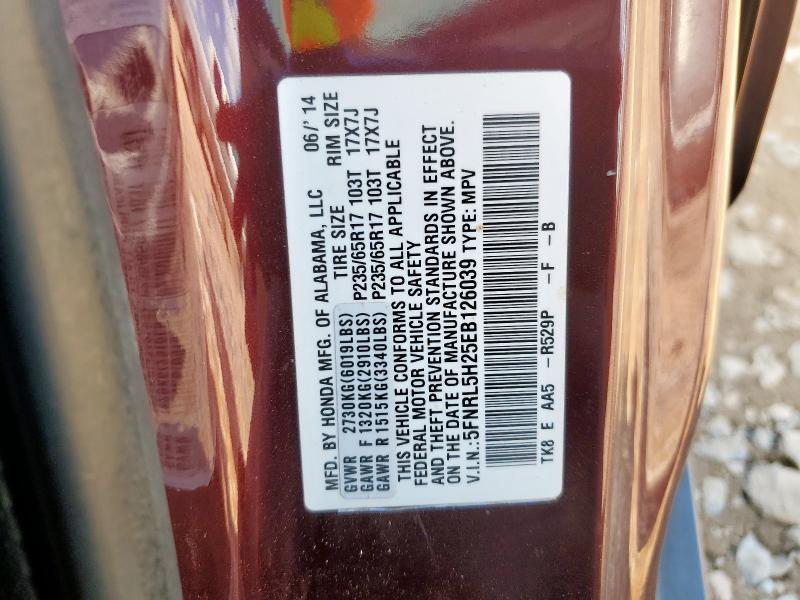 MFD. BY HONDA MFG. OF ALABAMA, LLC 06/'14
TIRE SIZE RIM SIZE
GVWR 2730KG(6019LBS)
GAWR F 1320KG(2910LBS) P235/65R17 103T 17X7J
GAWR R 1515KG(3340LBS) P235/65R17 103T 17X7J
THIS VEHICLE CONFORMS TO ALL APPLICABLE
FEDERAL MOTOR VEHICLE SAFETY
AND THEFT PREVENTION STANDARDS IN EFFECT
ON THE DATE OF MANUFACTURE SHOWN ABOVE.
V.I.N.:5FNRL5H25EB126039 TYPE: MPV
TK8 E AA5 -R529P -F -B